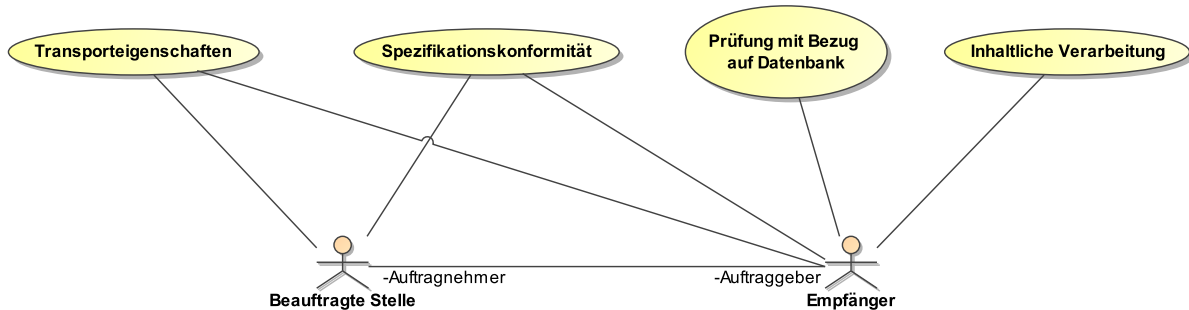 Transporteigenschaften
Spezifikationskonformität
Prüfung mit Bezug
auf Datenbank
Inhaltliche Verarbeitung
-Auftragnehmer
-Auftraggeber
Beauftragte Stelle
Empfänger